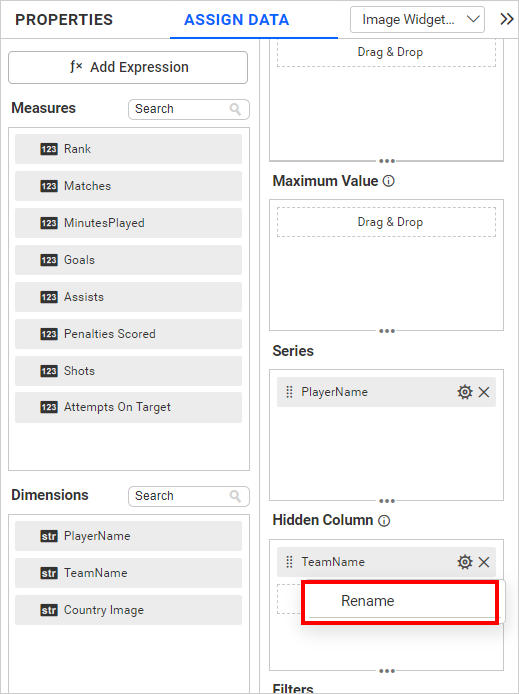 PROPERTIES
ASSIGN DATA
Image Widget...
ƒx Add Expression
Measures
Search
123 Rank
123 Matches
123 MinutesPlayed
123 Goals
123 Assists
123 Penalties Scored
123 Shots
123 Attempts On Target
Dimensions
Search
str PlayerName
str TeamName
str Country Image
Drag & Drop
Maximum Value
Drag & Drop
Series
PlayerName
Hidden Column
TeamName
Rename
Filters